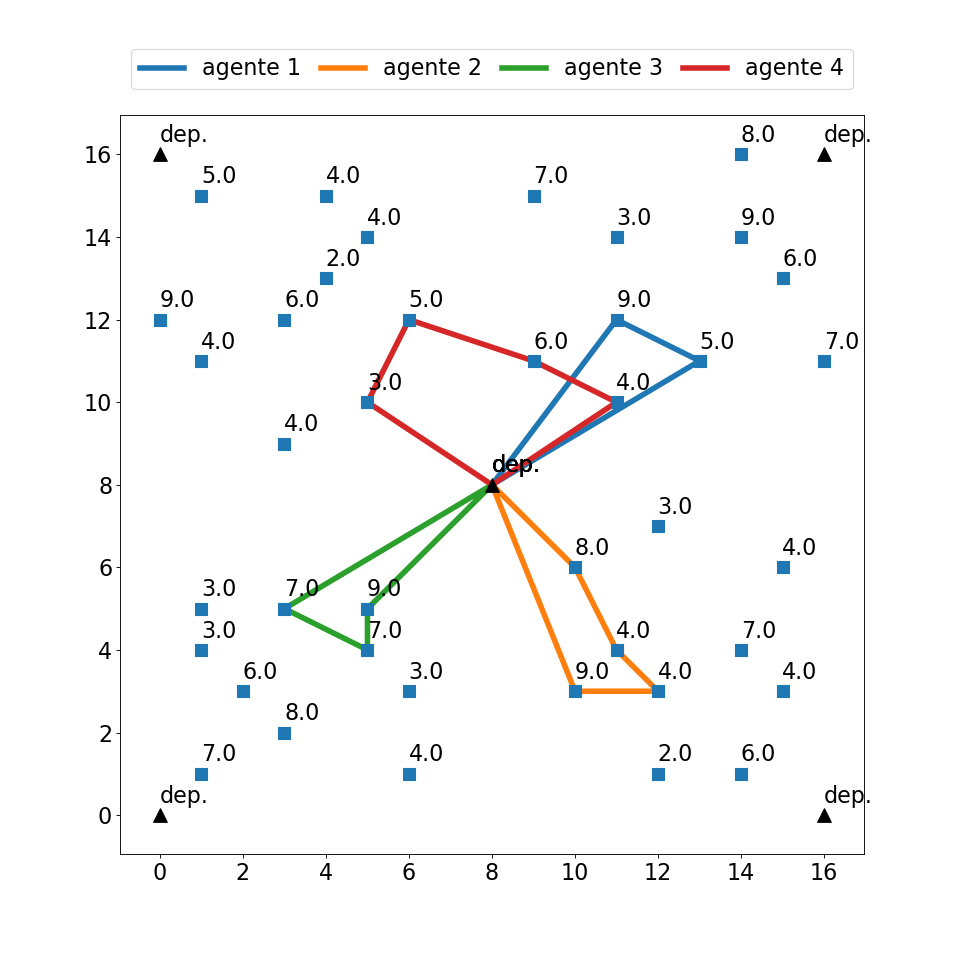 agente 1 agente 2 agente 3 agente 4
dep. 8.0 dep.
16
5.0 4.0 7.0
4.0 3.0 9.0
14
2.0 6.0
9.0 6.0 5.0 9.0
12
4.0 6.0 5.0 7.0
3.0 4.0
10
4.0
dep. dep.
8
3.0
8.0 4.0
6
3.0 7.0 9.0
3.0 7.0 4.0 7.0
4
6.0 3.0 9.0 4.0 4.0
8.0
2
7.0 4.0 2.0 6.0
dep. dep.
0
0 2 4 6 8 10 12 14 16